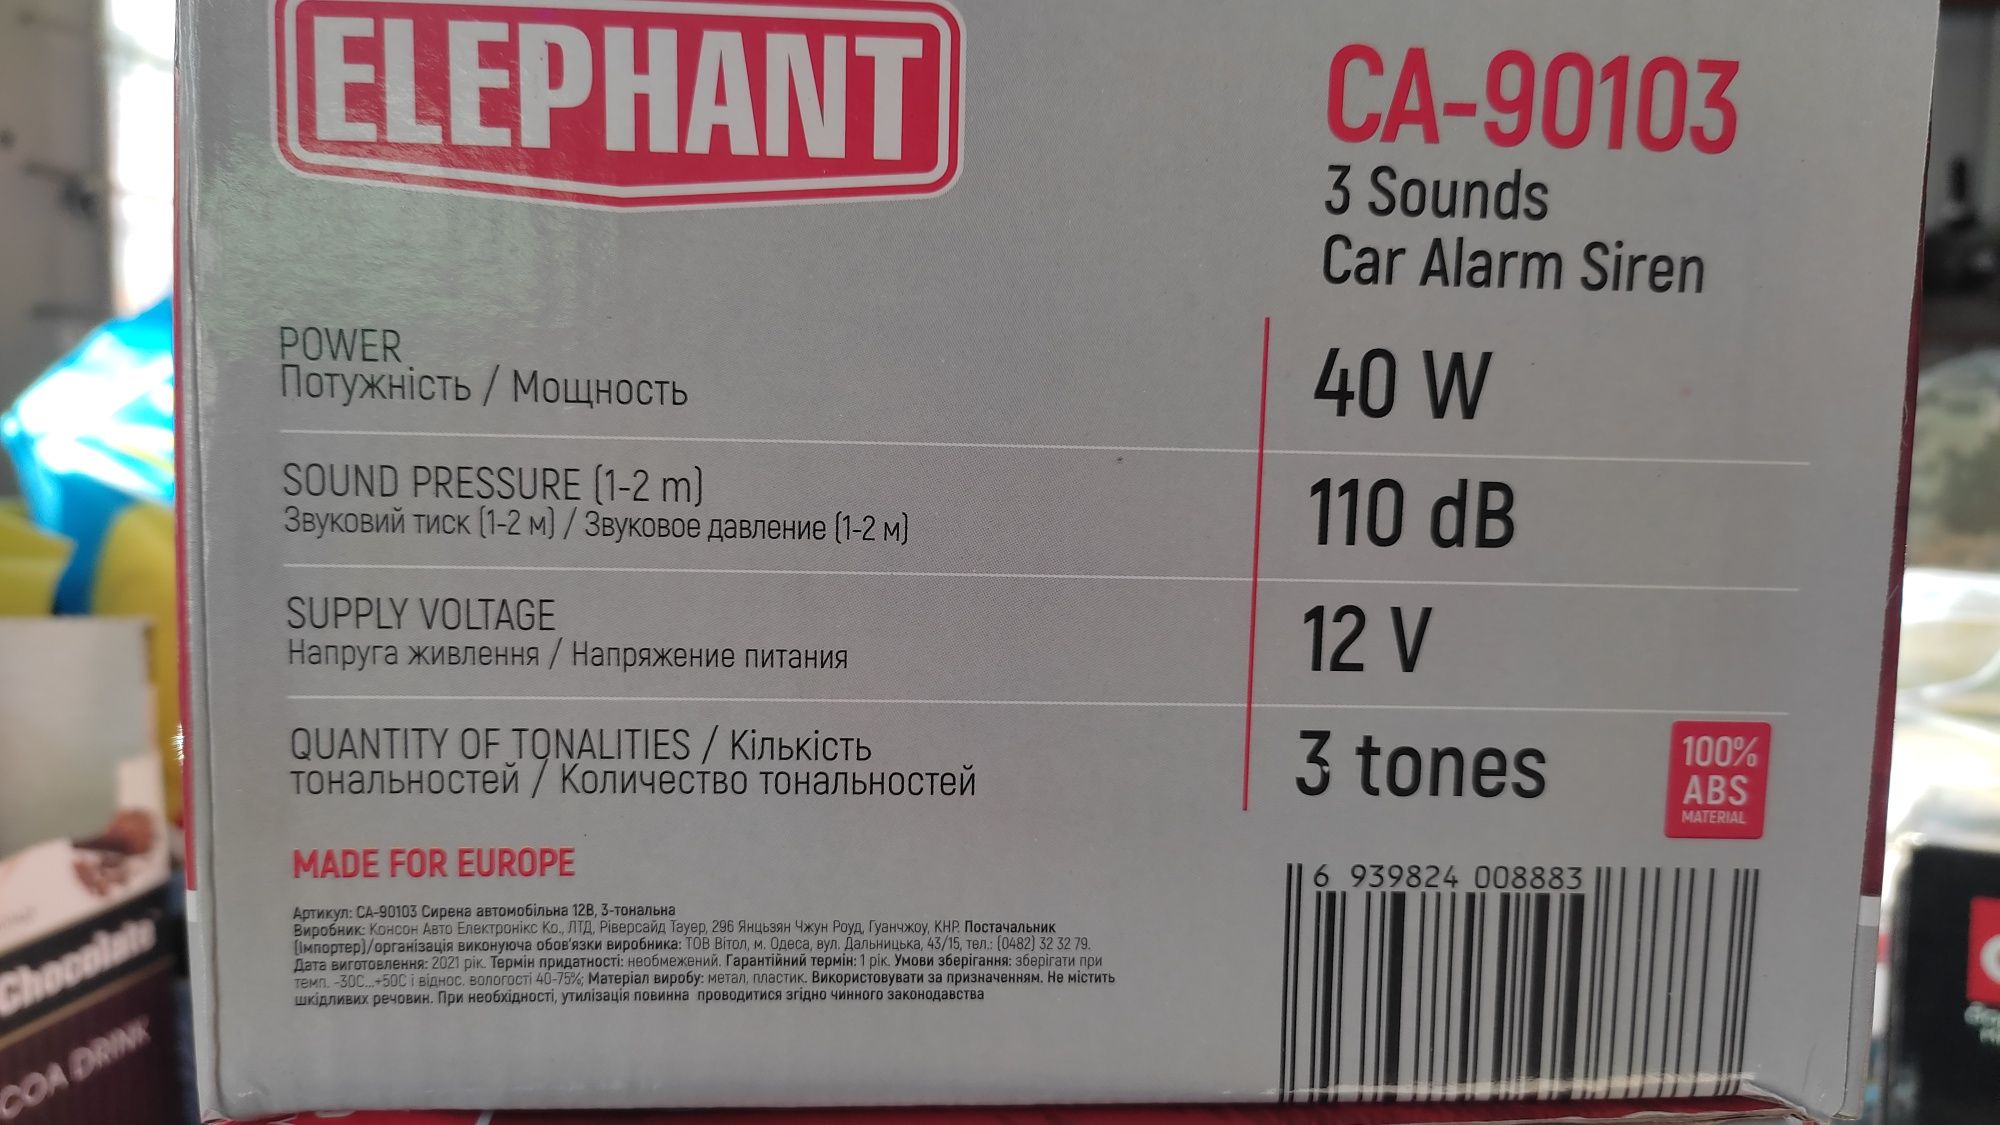 ELEPHANT
CA-90103
3 Sounds
Car Alarm Siren
POWER
Потужність / Мощность
40 W
SOUND PRESSURE (1-2 m)
Звуковий тиск (1-2 м) / Звуковое давление (1-2 м)
110 dB
SUPPLY VOLTAGE
Напруга живлення / Напряжение питания
12 V
QUANTITY OF TONALITIES / Кількість
тональностей / Количество тональностей
3 tones
100%
ABS
MATERIAL
MADE FOR EUROPE
6 939824 008883
Артикул: CA-90103 Сирена автомобільна 12В, 3-тональна
Виробник: Консон Авто Електронікс Ко., ЛТД, Ріверсайд Тауер, 296 Янцьзян Чжун Роуд, Гуанчжоу, КНР. Постачальник
(імпортер)/організація виконуюча обов'язки виробника: ТОВ Вітол, м. Одеса, вул. Дальницька, 43/15, тел.: (0482) 32 32 79.
Дата виготовлення: 2021 рік. Термін придатності: необмежений. Гарантійний термін: 1 рік. Умови зберігання: зберігати при
темп. -30С...+50С і віднос. вологості 40-75%; Матеріал виробу: метал, пластик. Використовувати за призначенням. Не містить
шкідливих речовин. При необхідності, утилізація повинна проводитися згідно чинного законодавства
Chocolate
COA DRINK